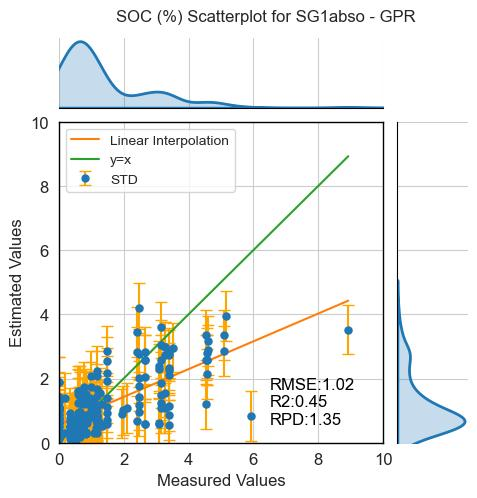 SOC (%) Scatterplot for SG1abso - GPR
Linear Interpolation
y=x
STD
10
8
6
4
2
0
Estimated Values
RMSE:1.02
R2:0.45
RPD:1.35
0 2 4 6 8 10
Measured Values